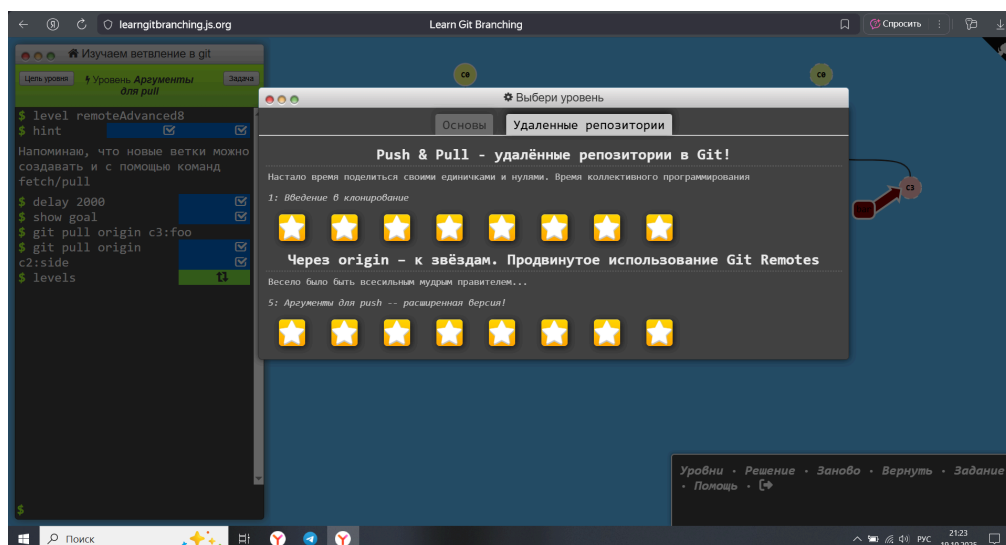 learngitbranching.js.org
Learn Git Branching
Спросить
Изучаем ветвление в git
Цель уровня
Уровень Аргументы для pull
Задача
c0
c0
$ level remoteAdvanced8
$ hint
Напоминаю, что новые ветки можно
создавать и с помощью команд
fetch/pull
$ delay 2000
$ show goal
$ git pull origin c3:foo
$ git pull origin
c2:side
$ levels
$
Выбери уровень
Основы
Удаленные репозитории
Push & Pull - удалённые репозитории в Git!
Настало время поделиться своими единичками и нулями. Время коллективного программирования
1: Введение в клонирование
Через origin – к звёздам. Продвинутое использование Git Remotes
Весело было быть всесильным мудрым правителем...
5: Аргументы для push -- расширенная версия!
c3
Уровни · Решение · Заново · Вернуть · Задание
· Помощь ·
Поиск
РУС
21:23